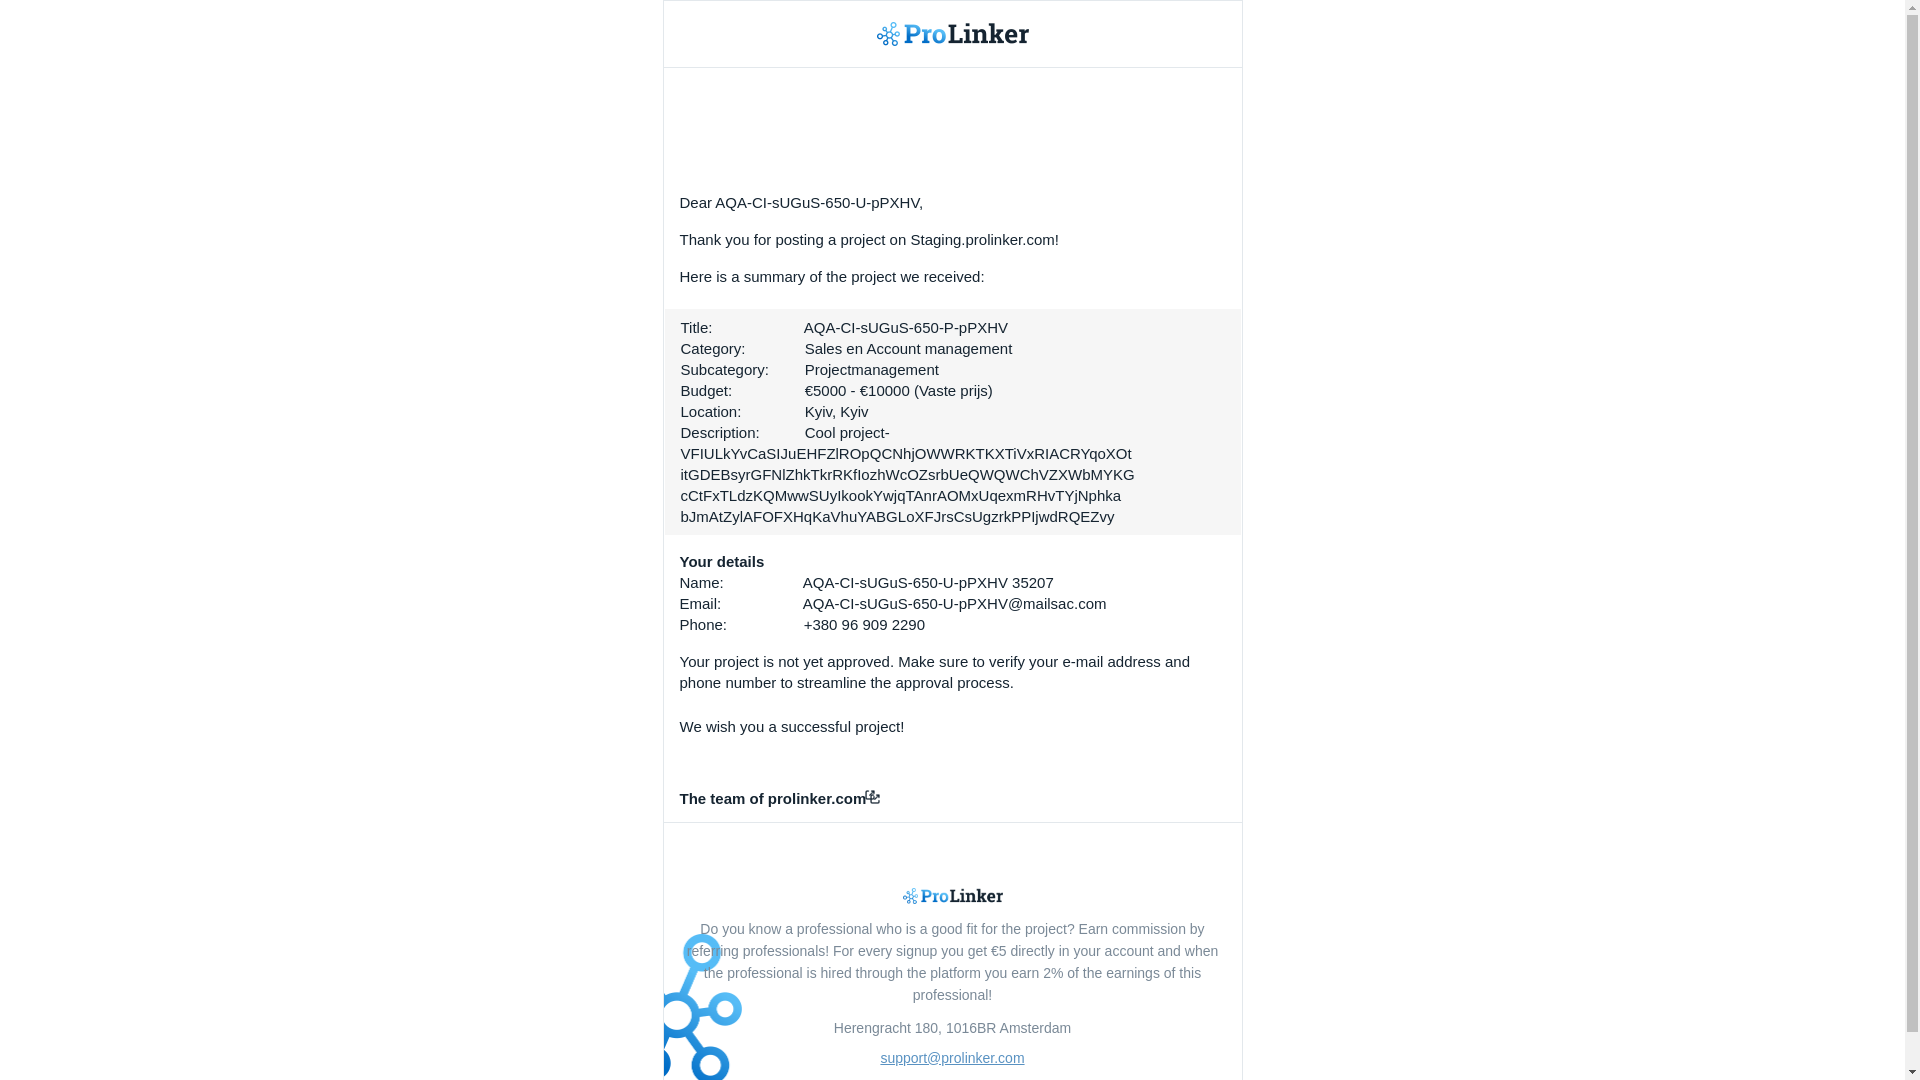 ProLinker
Dear AQA-CI-sUGuS-650-U-pPXHV,
Thank you for posting a project on Staging.prolinker.com!
Here is a summary of the project we received:
Title: AQA-CI-sUGuS-650-P-pPXHV
Category: Sales en Account management
Subcategory: Projectmanagement
Budget: €5000 - €10000 (Vaste prijs)
Location: Kyiv, Kyiv
Description: Cool project-
VFIULkYvCaSIJuEHFZlROpQCNhjOWWRKTKXTiVxRIACRYqoXOt
itGDEBsyrGFNlZhkTkrRKfIozhWcOZsrbUeQWQWChVZXWbMYKG
cCtFxTLdzKQMwwSUyIkookYwjqTAnrAOMxUqexmRHvTYjNphka
bJmAtZylAFOFXHqKaVhuYABGLoXFJrsCsUgzrkPPIjwdRQEZvy
Your details
Name: AQA-CI-sUGuS-650-U-pPXHV 35207
Email: AQA-CI-sUGuS-650-U-pPXHV@mailsac.com
Phone: +380 96 909 2290
Your project is not yet approved. Make sure to verify your e-mail address and
phone number to streamline the approval process.
We wish you a successful project!
The team of prolinker.com
ProLinker
Do you know a professional who is a good fit for the project? Earn commission by
referring professionals! For every signup you get €5 directly in your account and when
the professional is hired through the platform you earn 2% of the earnings of this
professional!
Herengracht 180, 1016BR Amsterdam
support@prolinker.com